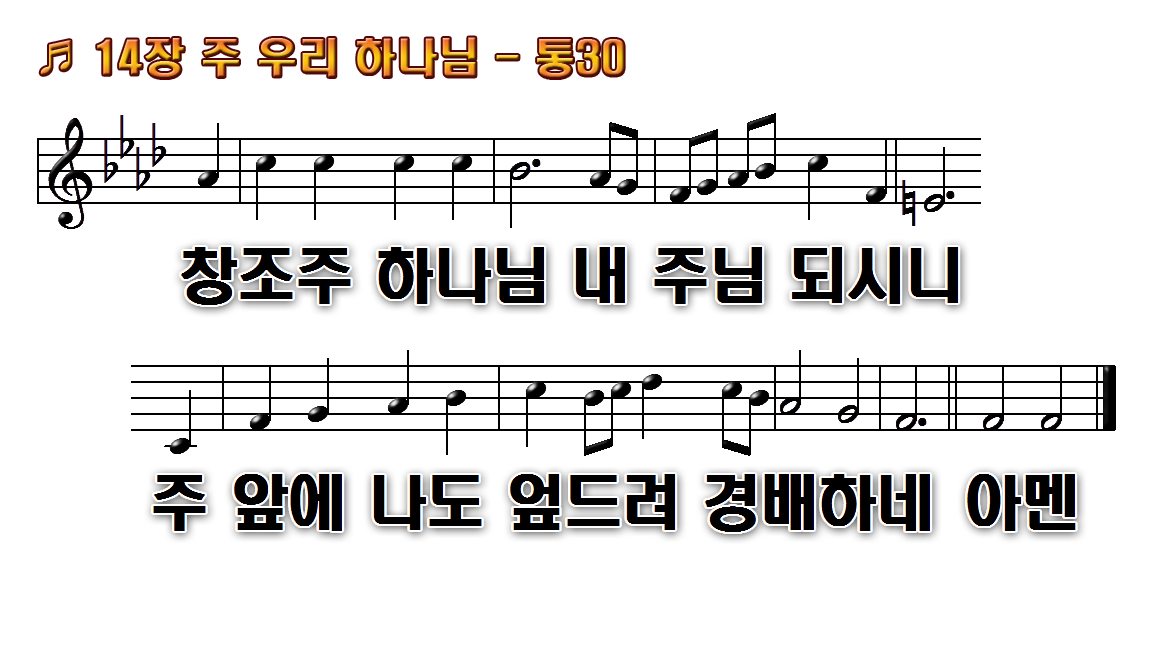 14장 주 우리 하나님 - 통30
창조주 하나님 내 주님 되시니
주 앞에 나도 엎드려 경배하네 아멘